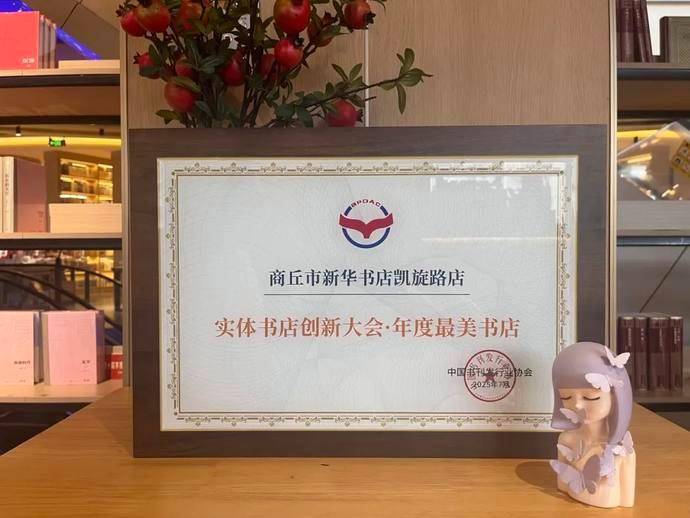 BPDAC
商丘市新华书店凯旋路店
实体书店创新大会·年度最美书店
中国书刊发行业协会
2025年7月